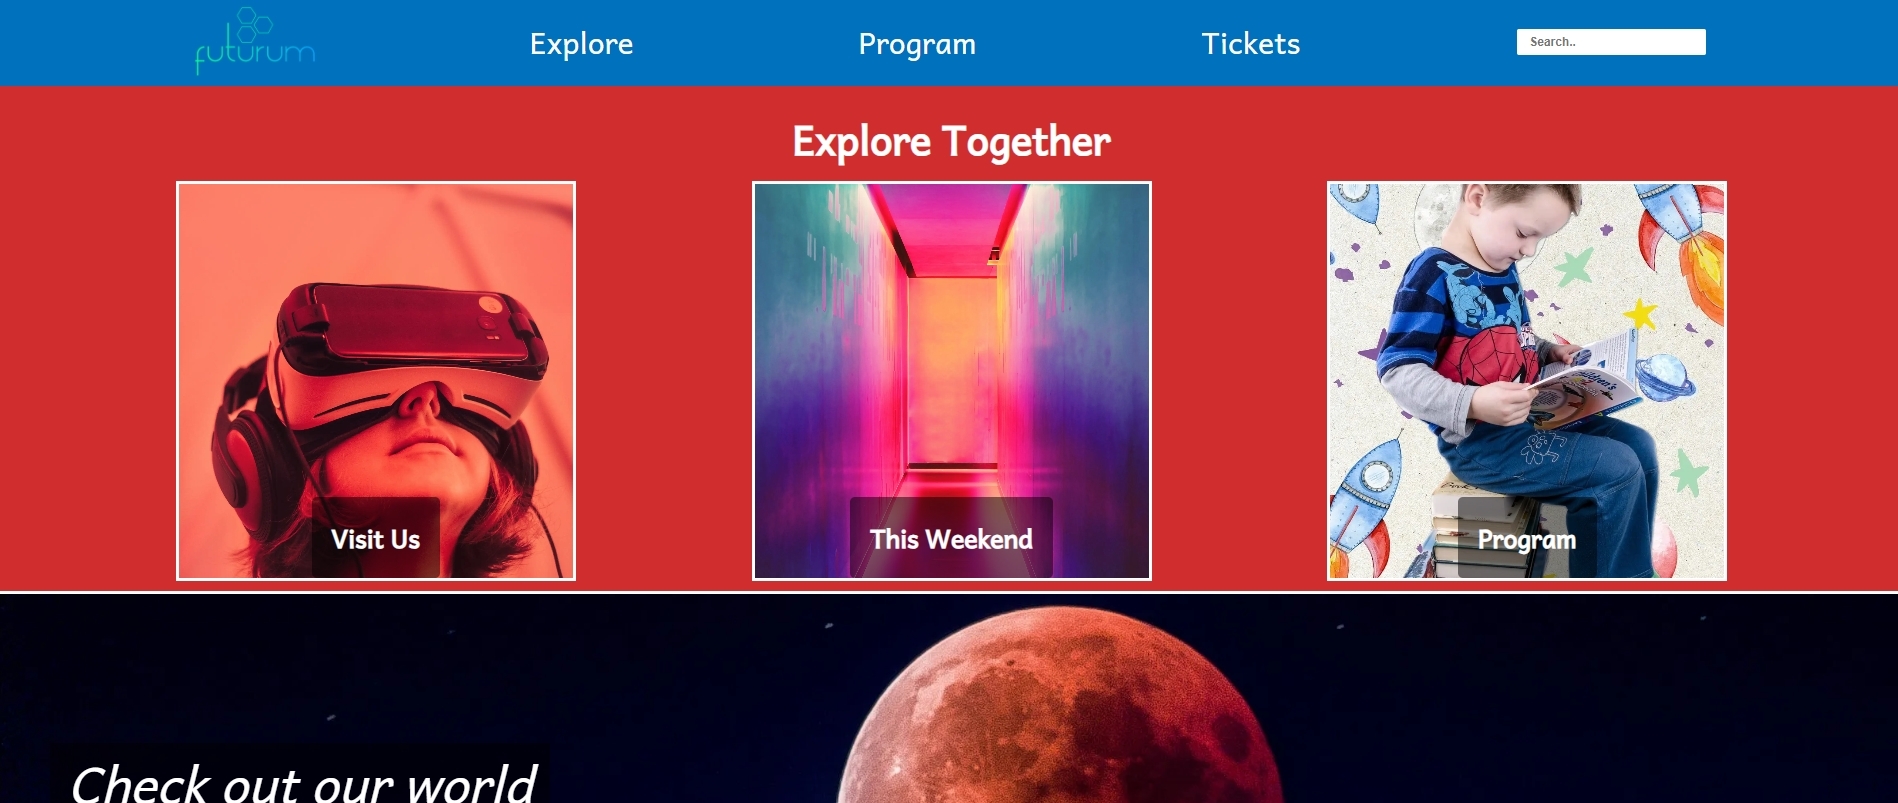 futurum
Explore
Program
Tickets
Search..
Explore Together
Visit Us
This Weekend
Program
Check out our world